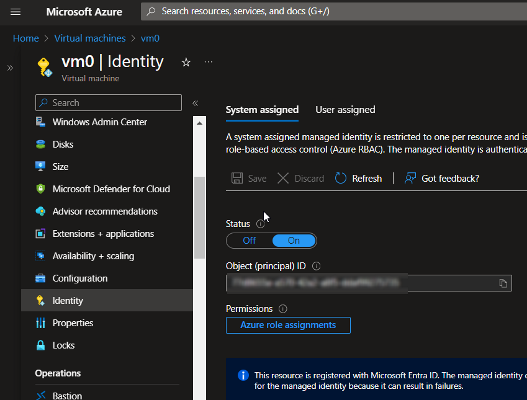 Microsoft Azure
Search resources, services, and docs (G+/)
Home > Virtual machines > vm0
vm0 | Identity
Virtual machine
Search
Windows Admin Center
Disks
Size
Microsoft Defender for Cloud
Advisor recommendations
Extensions + applications
Availability + scaling
Configuration
Identity
Properties
Locks
Operations
Bastion
System assigned
User assigned
A system assigned managed identity is restricted to one per resource and is
role-based access control (Azure RBAC). The managed identity is authentica
Save
Discard
Refresh
Got feedback?
Status
Off
On
Object (principal) ID
Permissions
Azure role assignments
This resource is registered with Microsoft Entra ID. The managed identity c
for the managed identity because it can result in failures.